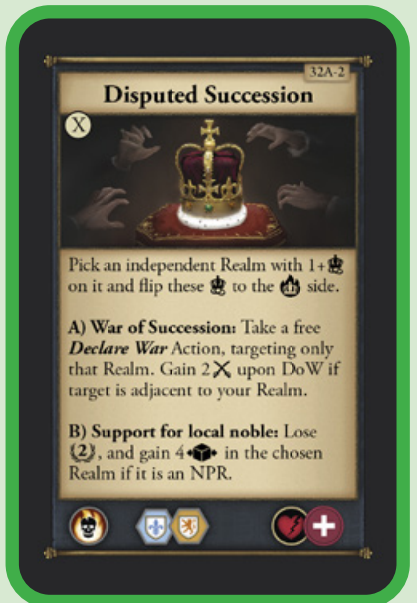 32A-2
Disputed Succession
X
Pick an independent Realm with 1+
on it and flip these to the side.
A) War of Succession: Take a free
Declare War Action, targeting only
that Realm. Gain 2 upon DoW if
target is adjacent to your Realm.
B) Support for local noble: Lose
(2), and gain 4 in the chosen
Realm if it is an NPR.